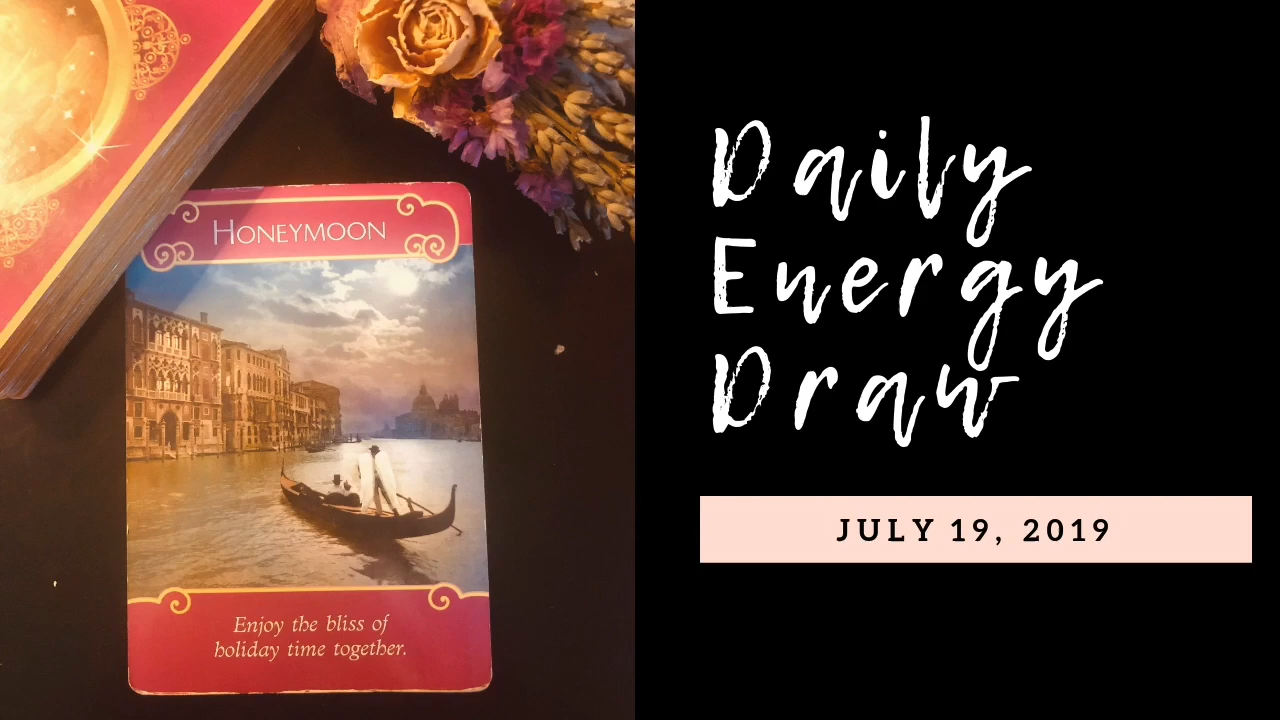 HONEYMOON
Enjoy the bliss of
holiday time together.
Daily
Energy
Draw
JULY 19, 2019